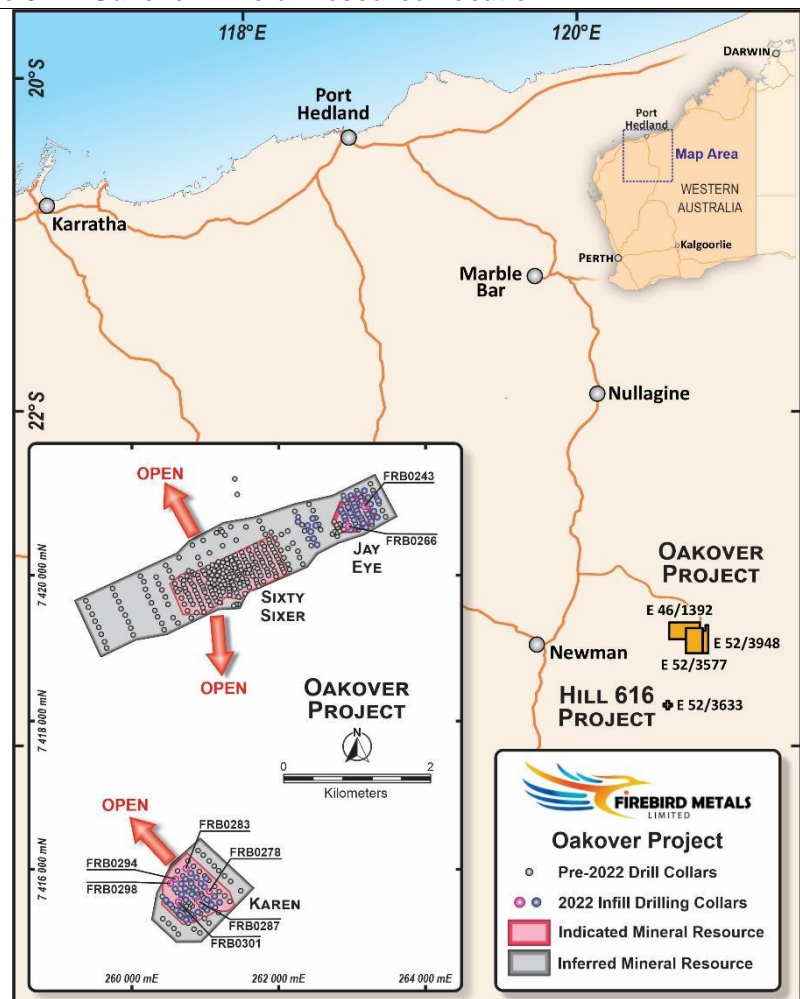 118°E
120°E
20°S
22°S
DARWIN
Port
Hedland
Port
Hedland
Map Area
WESTERN
AUSTRALIA
Kalgoorlie
PERTH
Karratha
Marble
Bar
Nullagine
OPEN
FRB0243
FRB0266
JAY
EYE
SIXTY
SIXER
OPEN
7 420 000 mN
OAKOVER
PROJECT
N
0 2
Kilometers
7 418 000 mN
OPEN
FRB0283
FRB0294
FRB0278
FRB0298
KAREN
FRB0287
FRB0301
7 416 000 mN
260 000 mE
262 000 mE
264 000 mE
OAKOVER
PROJECT
E 46/1392
E 52/3948
E 52/3577
Newman
HILL 616
PROJECT
E 52/3633
FIREBIRD METALS
LIMITED
Oakover Project
Pre-2022 Drill Collars
2022 Infill Drilling Collars
Indicated Mineral Resource
Inferred Mineral Resource